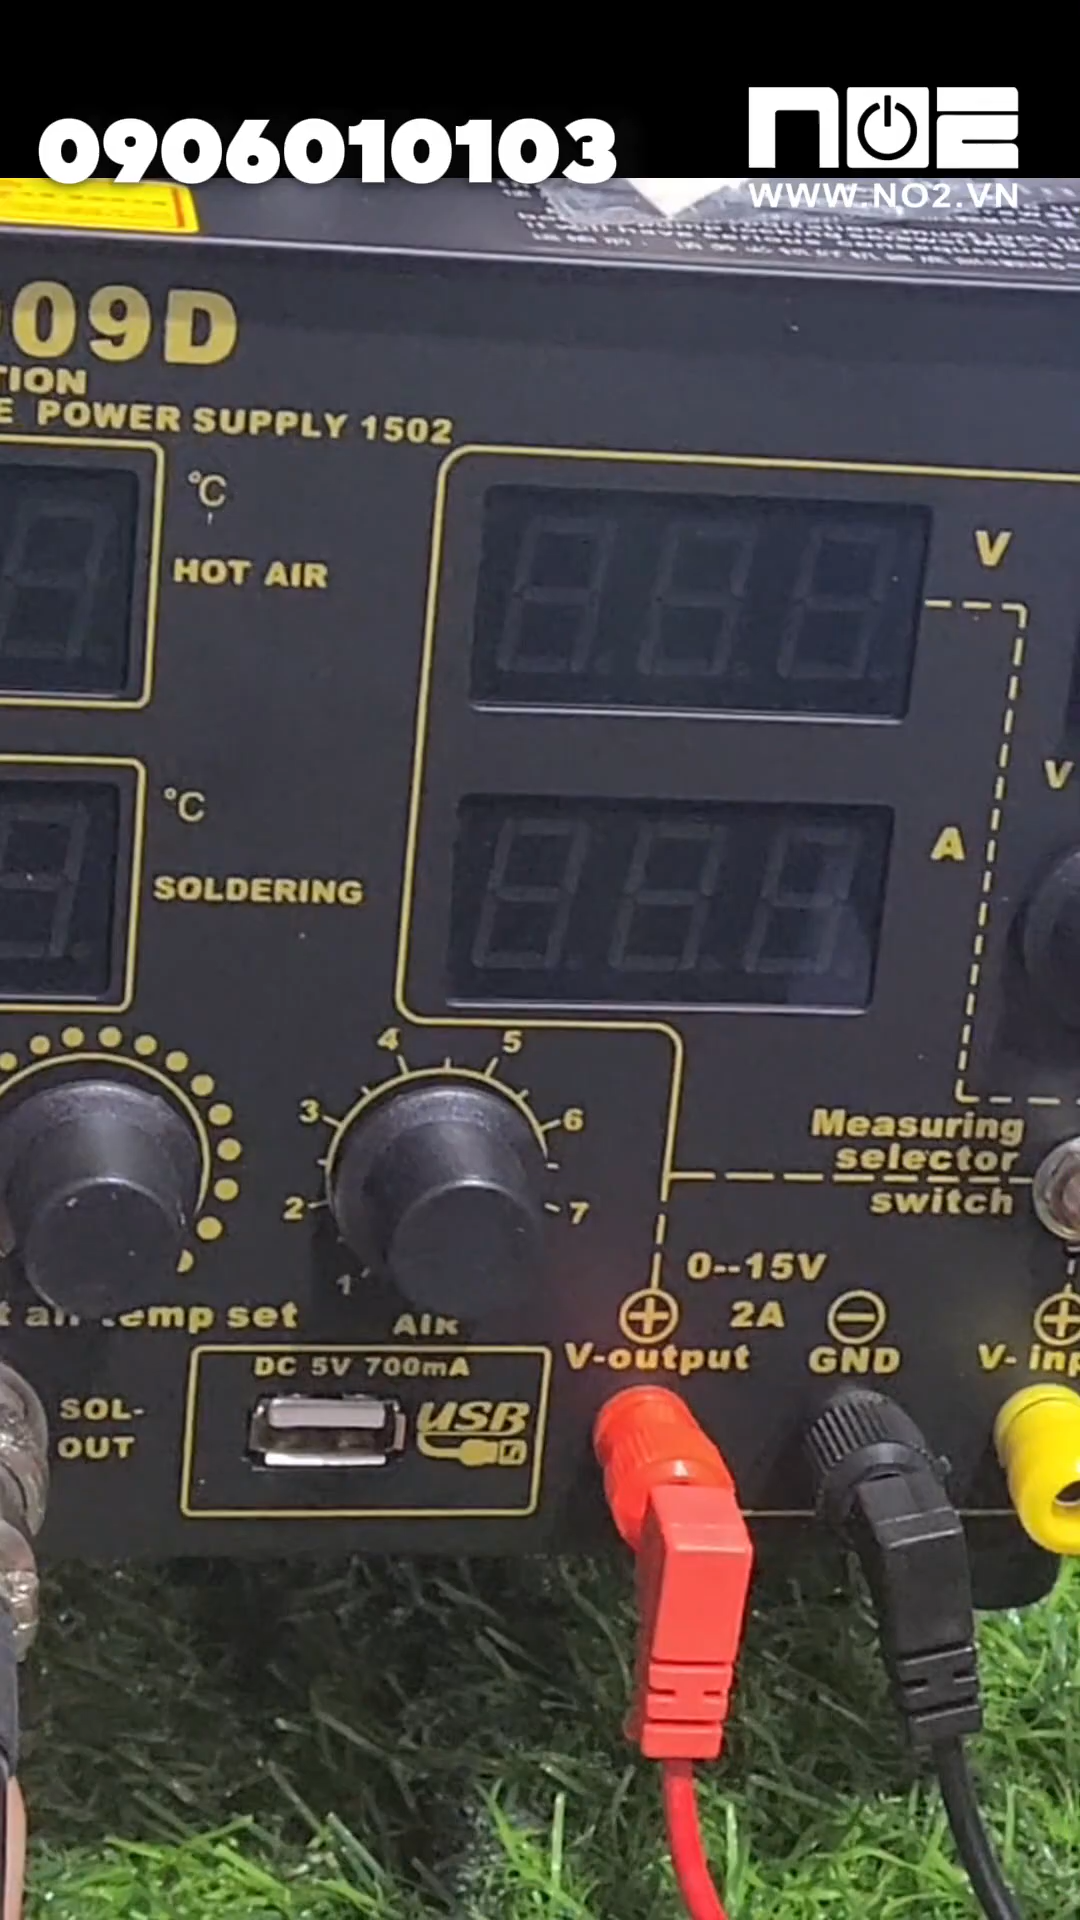 0906010103
NO2
WWW.NO2.VN
09D
TION
E POWER SUPPLY 1502
°C
HOT AIR
V
V
°C
SOLDERING
A
4 5
3 6
2 7
1
Measuring
selector
switch
0--15V
2A
temp set
AIR
V-output
GND
V- inp
DC 5V 700mA
USB
SOL-
OUT